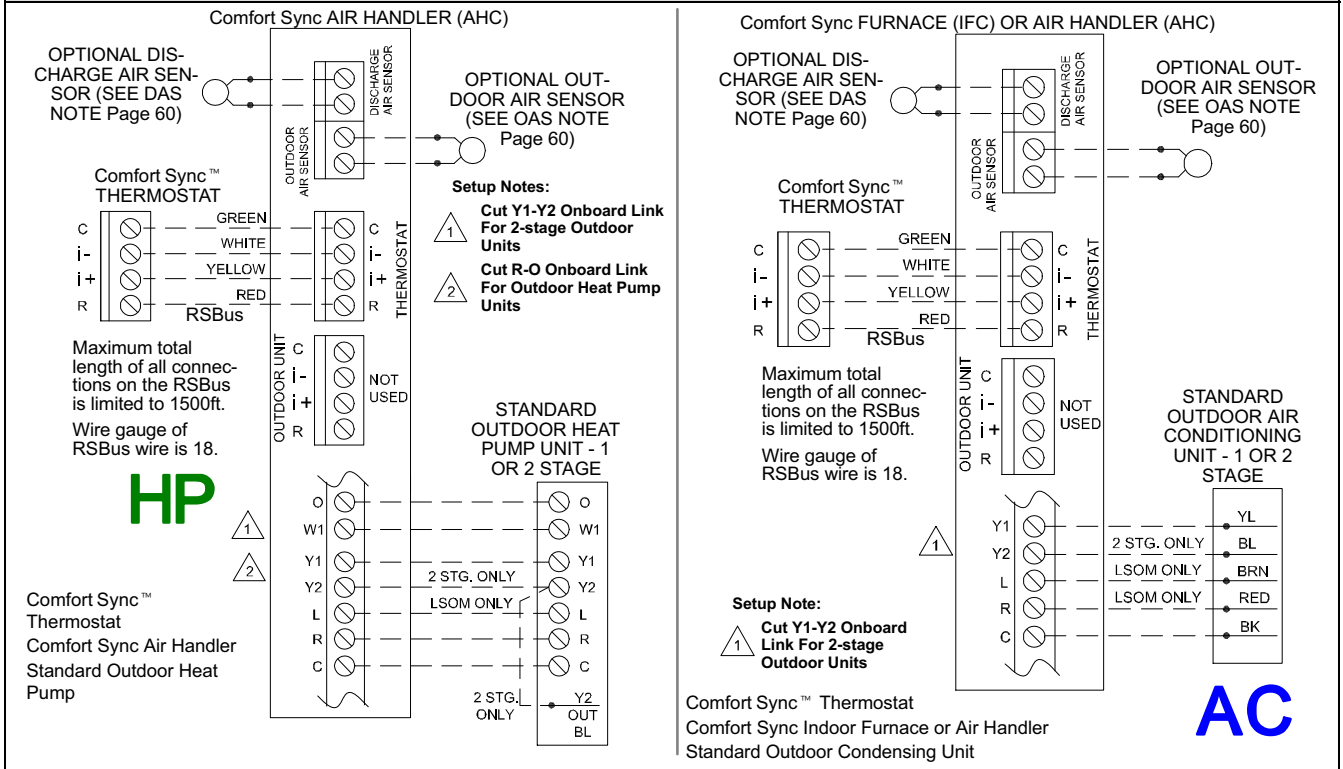 Comfort Sync AIR HANDLER (AHC)
OPTIONAL DIS-
CHARGE AIR SEN-
SOR (SEE DAS
NOTE Page 60)
DISCHARGE
AIR SENSOR
OUTDOOR
AIR SENSOR
OPTIONAL OUT-
DOOR AIR SENSOR
(SEE OAS NOTE
Page 60)
Comfort Sync™
THERMOSTAT
C
i-
i+
R
GREEN
WHITE
YELLOW
RED
RSBus
C
i-
i+
R
THERMOSTAT
Setup Notes:
1
Cut Y1-Y2 Onboard Link
For 2-stage Outdoor
Units
2
Cut R-O Onboard Link
For Outdoor Heat Pump
Units
Maximum total
length of all connec-
tions on the RSBus
is limited to 1500ft.
Wire gauge of
RSBus wire is 18.
OUTDOOR UNIT
C
i-
i+
R
NOT
USED
STANDARD
OUTDOOR HEAT
PUMP UNIT - 1
OR 2 STAGE
HP
1
2
O
W1
Y1
Y2
L
R
C
2 STG. ONLY
LSOM ONLY
O
W1
Y1
Y2
L
R
C
2 STG.
ONLY
Y2
OUT
BL
Comfort Sync™
Thermostat
Comfort Sync Air Handler
Standard Outdoor Heat
Pump
Comfort Sync FURNACE (IFC) OR AIR HANDLER (AHC)
OPTIONAL DIS-
CHARGE AIR SEN-
SOR (SEE DAS
NOTE Page 60)
DISCHARGE
AIR SENSOR
OUTDOOR
AIR SENSOR
OPTIONAL OUT-
DOOR AIR SENSOR
(SEE OAS NOTE
Page 60)
Comfort Sync™
THERMOSTAT
C
i-
i+
R
GREEN
WHITE
YELLOW
RED
RSBus
C
i-
i+
R
THERMOSTAT
Maximum total
length of all connec-
tions on the RSBus
is limited to 1500ft.
Wire gauge of
RSBus wire is 18.
OUTDOOR UNIT
C
i-
i+
R
NOT
USED
STANDARD
OUTDOOR AIR
CONDITIONING
UNIT - 1 OR 2
STAGE
1
Y1
Y2
L
R
C
2 STG. ONLY
LSOM ONLY
LSOM ONLY
YL
BL
BRN
RED
BK
Setup Note:
1
Cut Y1-Y2 Onboard
Link For 2-stage
Outdoor Units
Comfort Sync™ Thermostat
Comfort Sync Indoor Furnace or Air Handler
Standard Outdoor Condensing Unit
AC